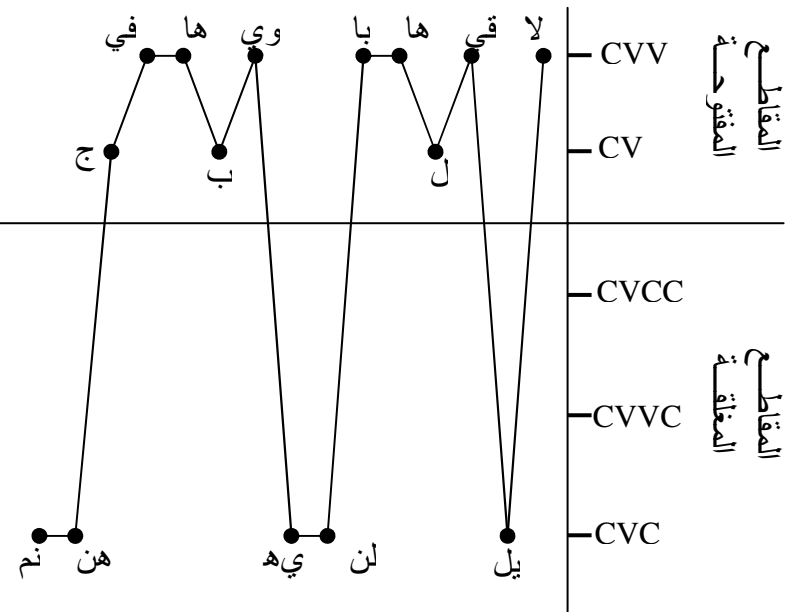 لا
قي
ها
با
وي
ها
في
ل
ب
ج
يل
لن
يه
هن
نم
CVV
CV
CVCC
CVVC
CVC
المقاطع
المفتوحة
المقاطع
المغلقة